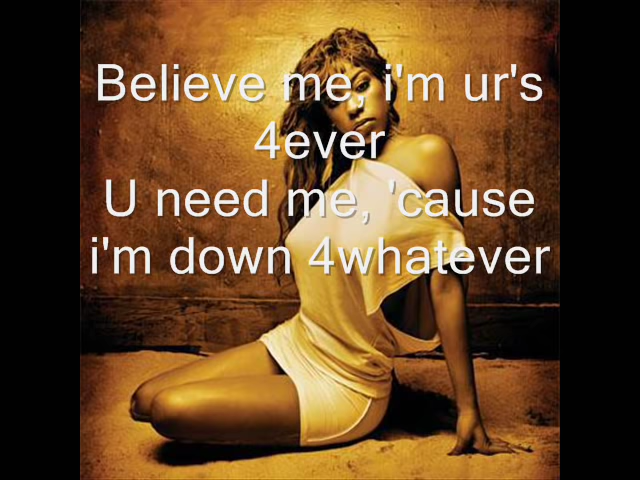 Believe me, i'm ur's
4ever
U need me, 'cause
i'm down 4whatever